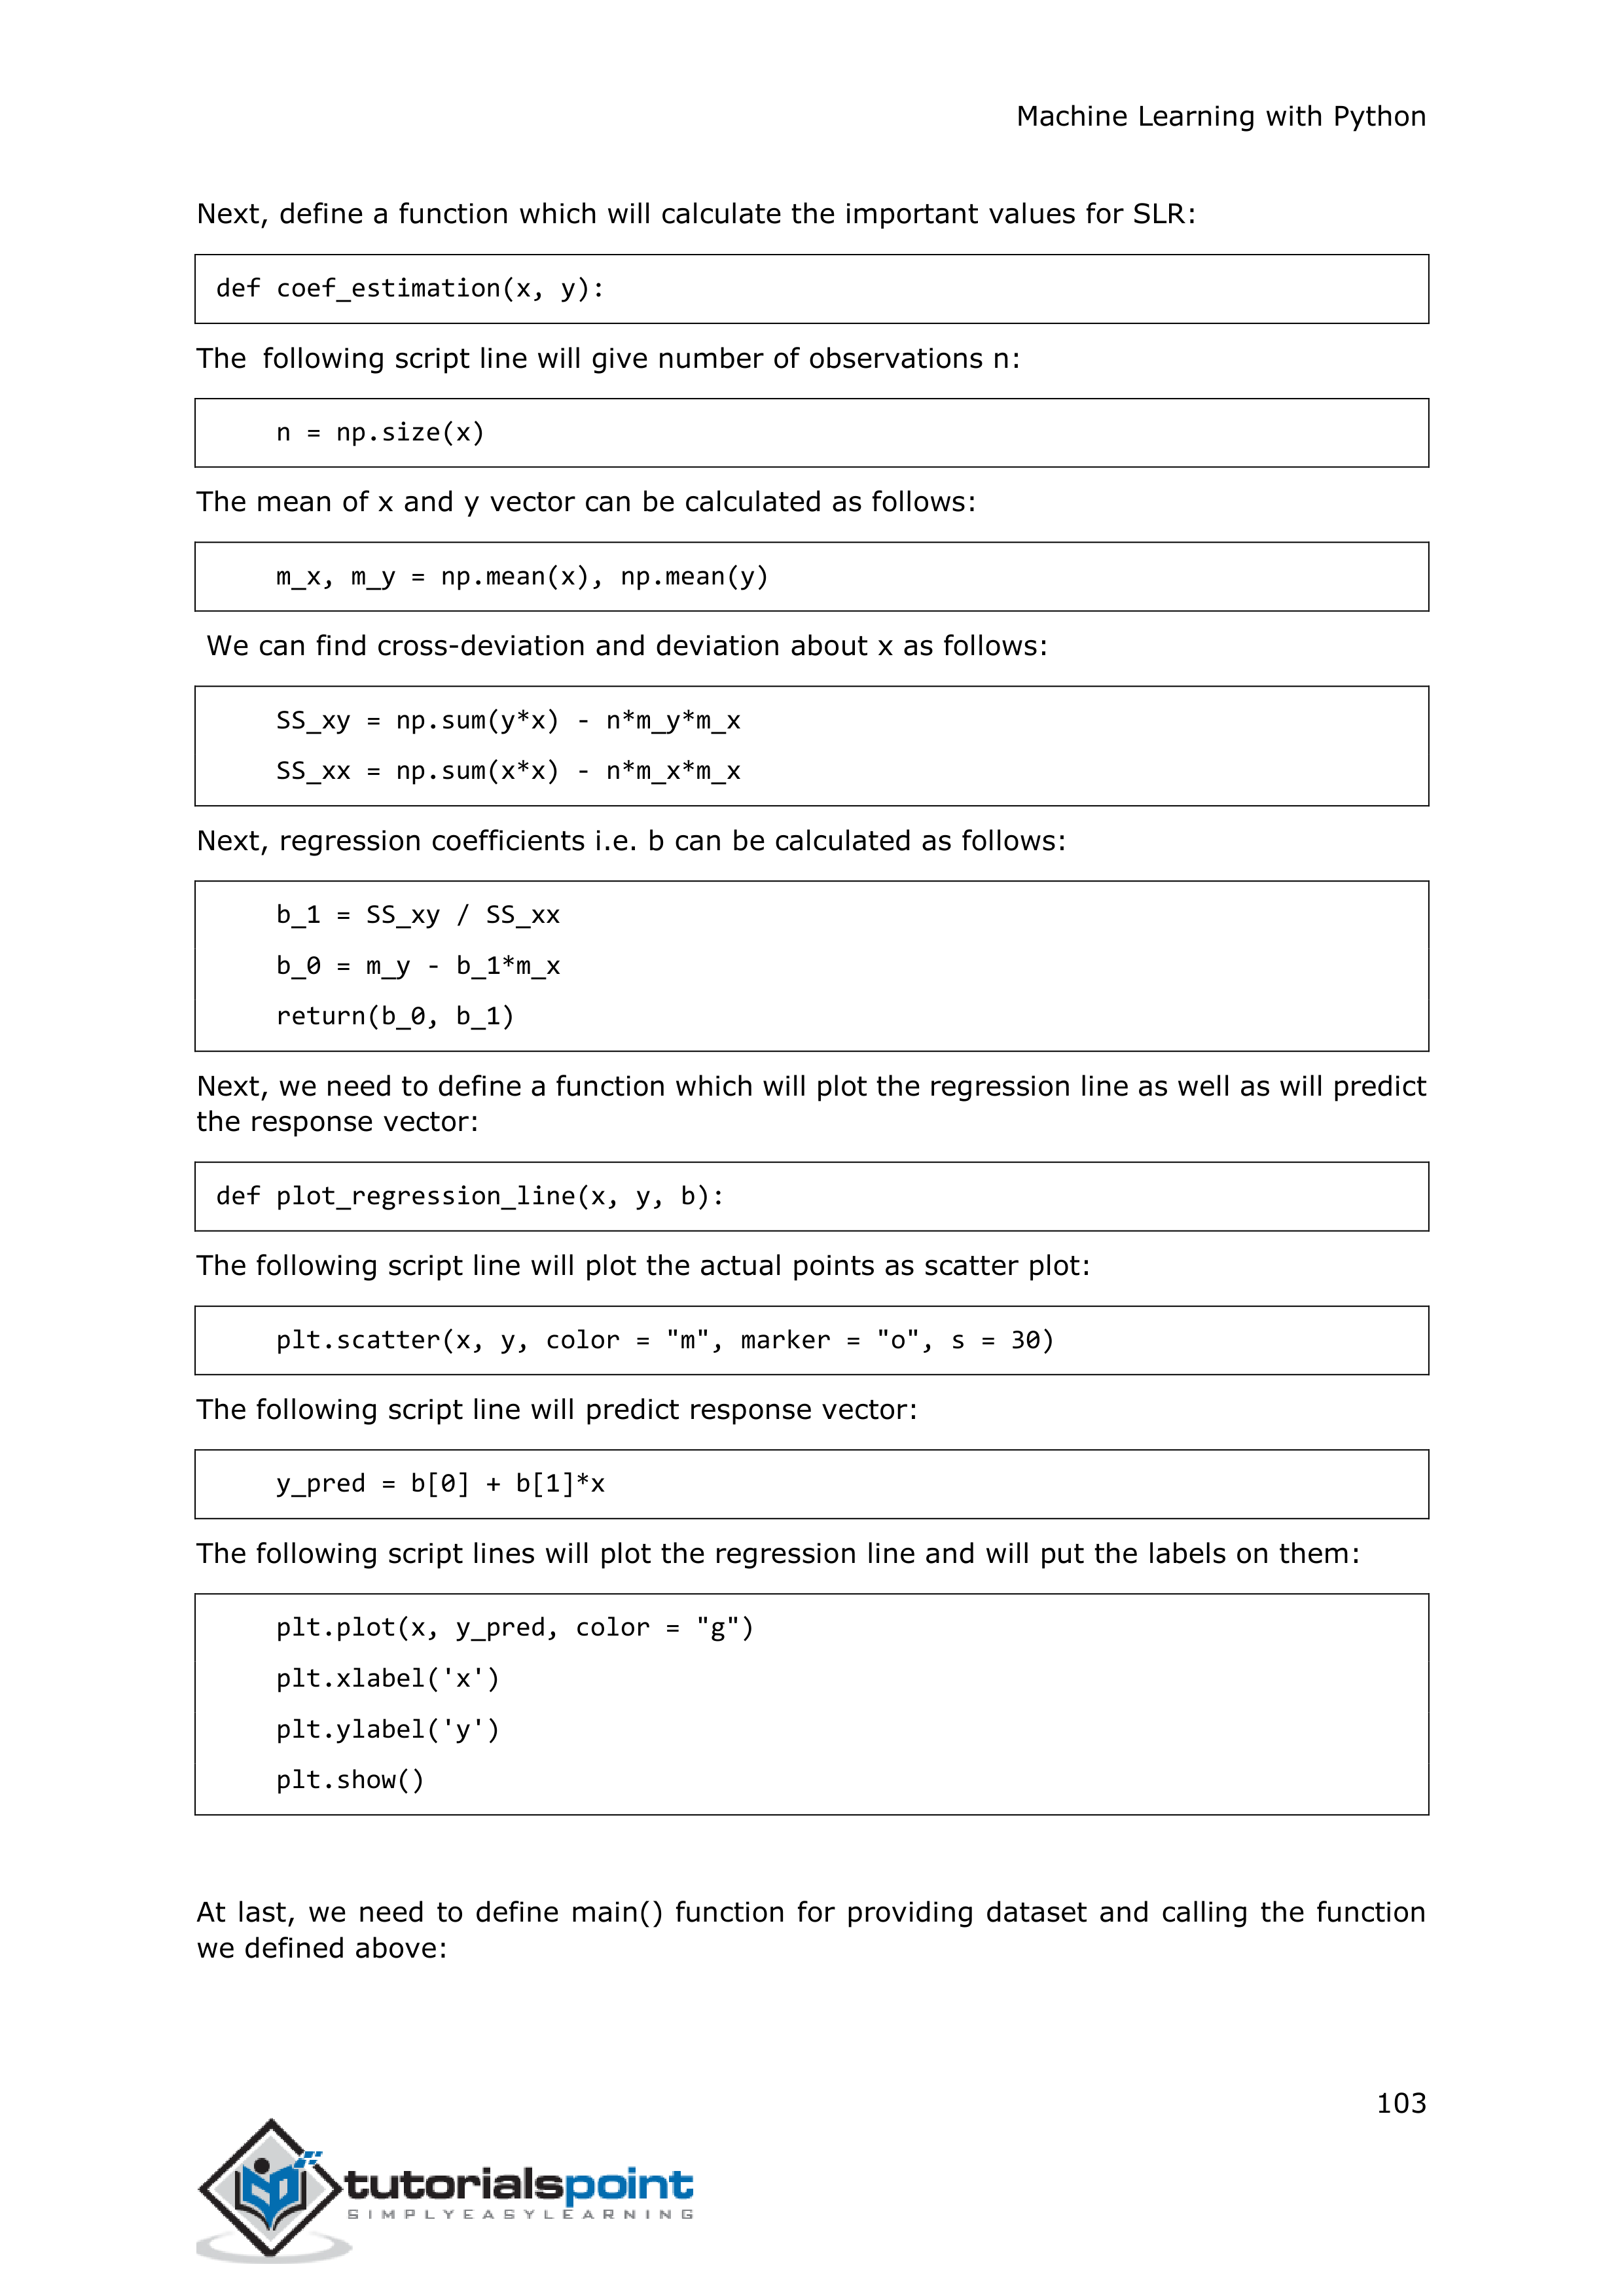 Machine Learning with Python
Next, define a function which will calculate the important values for SLR:
def coef_estimation(x, y):
The following script line will give number of observations n:
n = np.size(x)
The mean of x and y vector can be calculated as follows:
m_x, m_y = np.mean(x), np.mean(y)
We can find cross-deviation and deviation about x as follows:
SS_xy = np.sum(y*x) - n*m_y*m_x
SS_xx = np.sum(x*x) - n*m_x*m_x
Next, regression coefficients i.e. b can be calculated as follows:
b_1 = SS_xy / SS_xx
b_0 = m_y - b_1*m_x
return(b_0, b_1)
Next, we need to define a function which will plot the regression line as well as will predict
the response vector:
def plot_regression_line(x, y, b):
The following script line will plot the actual points as scatter plot:
plt.scatter(x, y, color = "m", marker = "o", s = 30)
The following script line will predict response vector:
y_pred = b[0] + b[1]*x
The following script lines will plot the regression line and will put the labels on them:
plt.plot(x, y_pred, color = "g")
plt.xlabel('x')
plt.ylabel('y')
plt.show()
At last, we need to define main() function for providing dataset and calling the function
we defined above:
103
tutorialspoint
SIMPLYEASYLEARNING